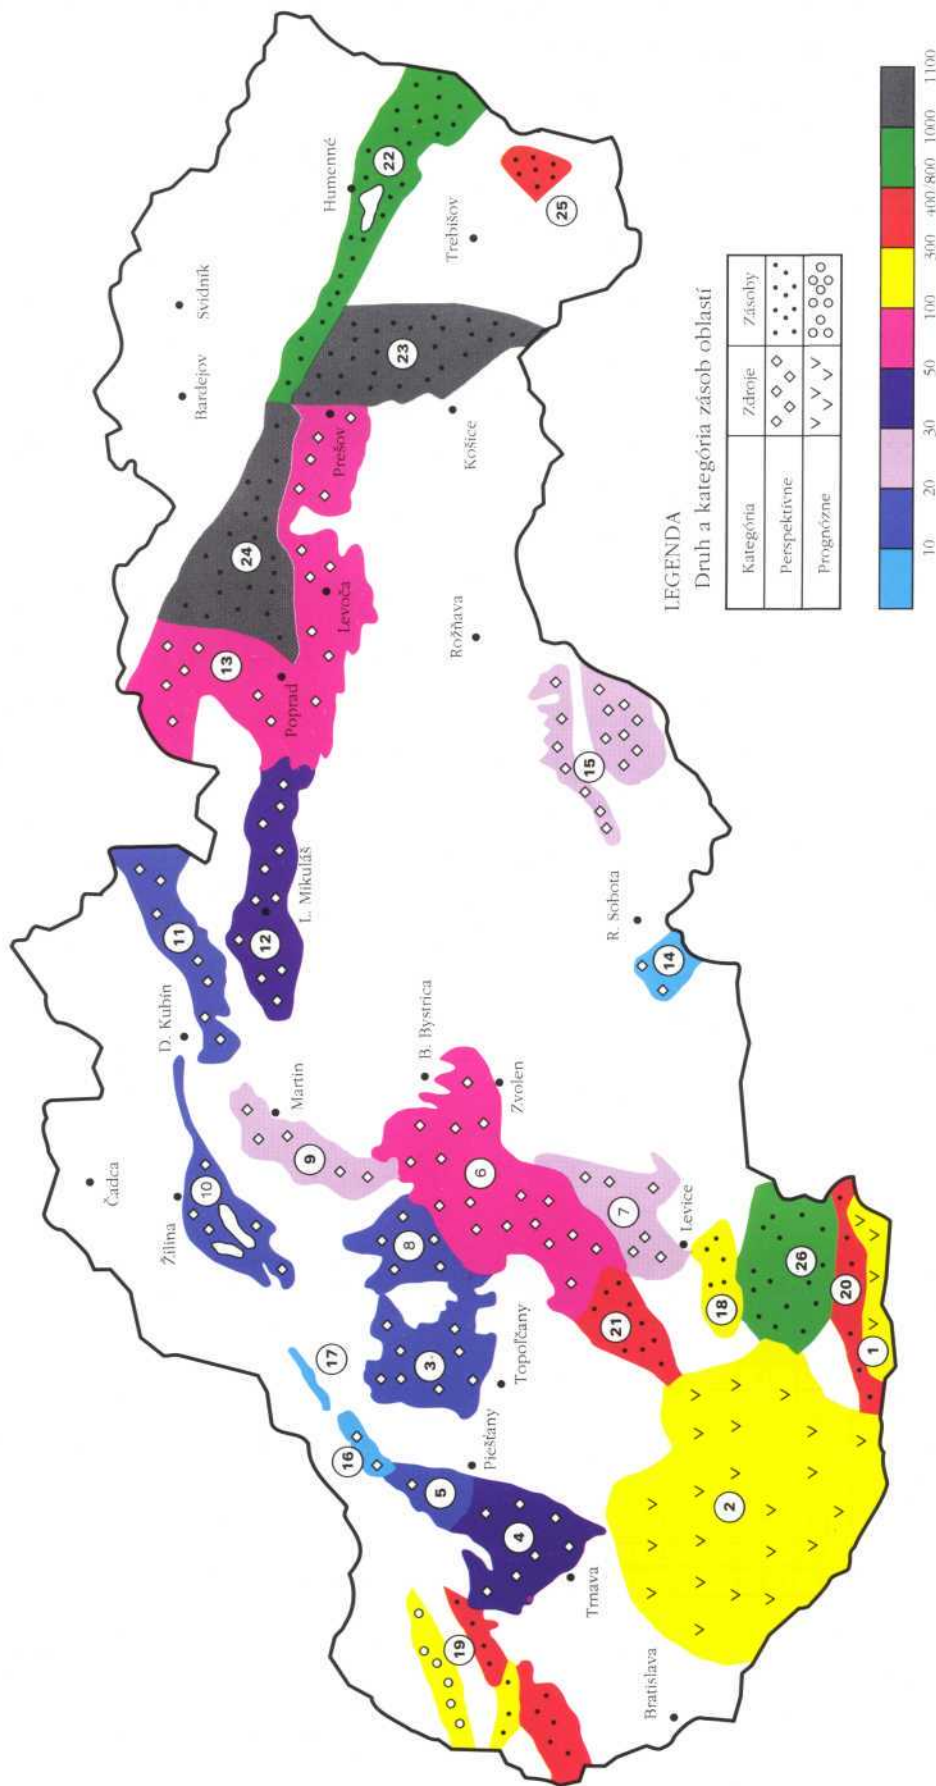 Čadca
Žilina
D. Kubín
Martin
L. Mikuláš
Poprad
Levoča
Prešov
Bardejov
Svidník
Humenné
Trebišov
Košice
Rožňava
R. Sobota
B. Bystrica
Zvolen
Levice
Topoľčany
Piešťany
Trnava
Bratislava
1
2
3
4
5
6
7
8
9
10
11
12
13
14
15
16
17
18
19
20
21
22
23
24
25
26
LEGENDA
Druh a kategória zásob oblastí
Kategória Zdroje Zásoby
Perspektívne
Prognózne
10 20 30 50 100 300 400/800 1000 1100